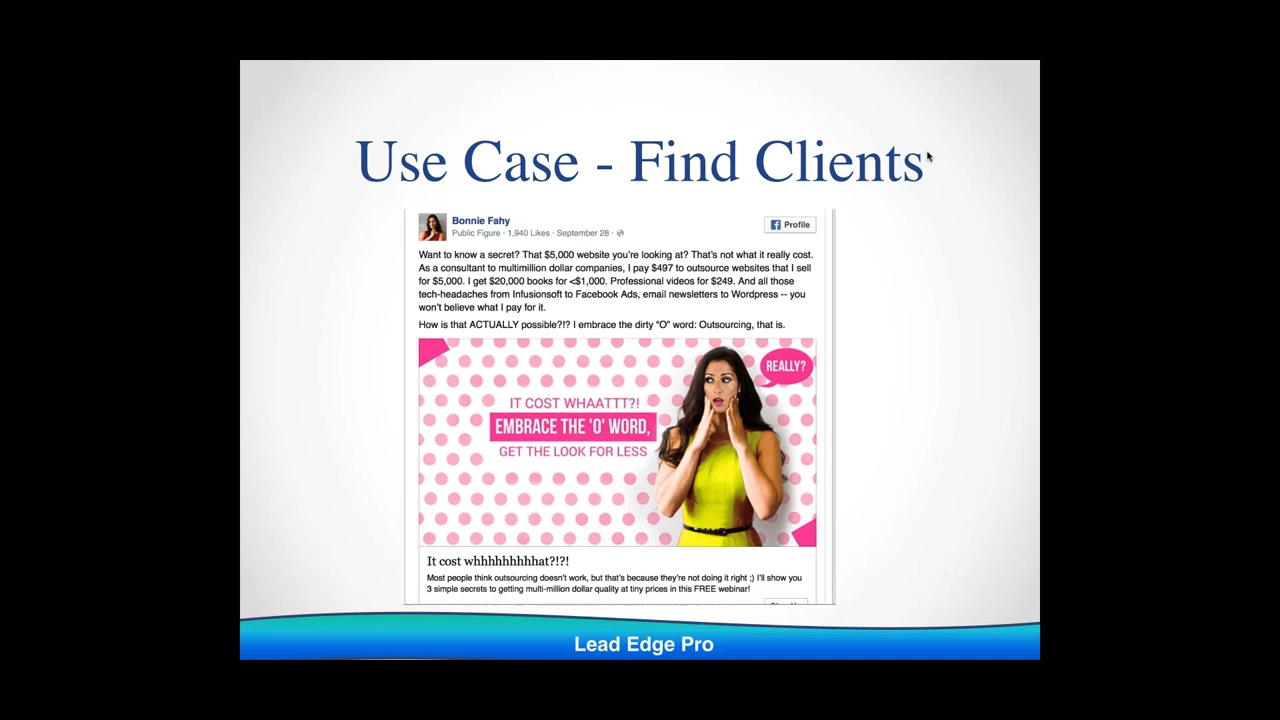 Use Case - Find Clients
Bonnie Fahy
Public Figure · 1,940 Likes · September 28 ·
Profile
Want to know a secret? That $5,000 website you're looking at? That's not what it really cost.
As a consultant to multimillion dollar companies, I pay $497 to outsource websites that I sell
for $5,000. I get $20,000 books for <$1,000. Professional videos for $249. And all those
tech-headaches from Infusionsoft to Facebook Ads, email newsletters to Wordpress -- you
won't believe what I pay for it.
How is that ACTUALLY possible?!? I embrace the dirty "O" word: Outsourcing, that is.
REALLY?
IT COST WHAATTT?!
EMBRACE THE 'O' WORD,
GET THE LOOK FOR LESS
It cost whhhhhhhhhat?!?!
Most people think outsourcing doesn't work, but that's because they're not doing it right ;) I'll show you
3 simple secrets to getting multi-million dollar quality at tiny prices in this FREE webinar!
Lead Edge Pro